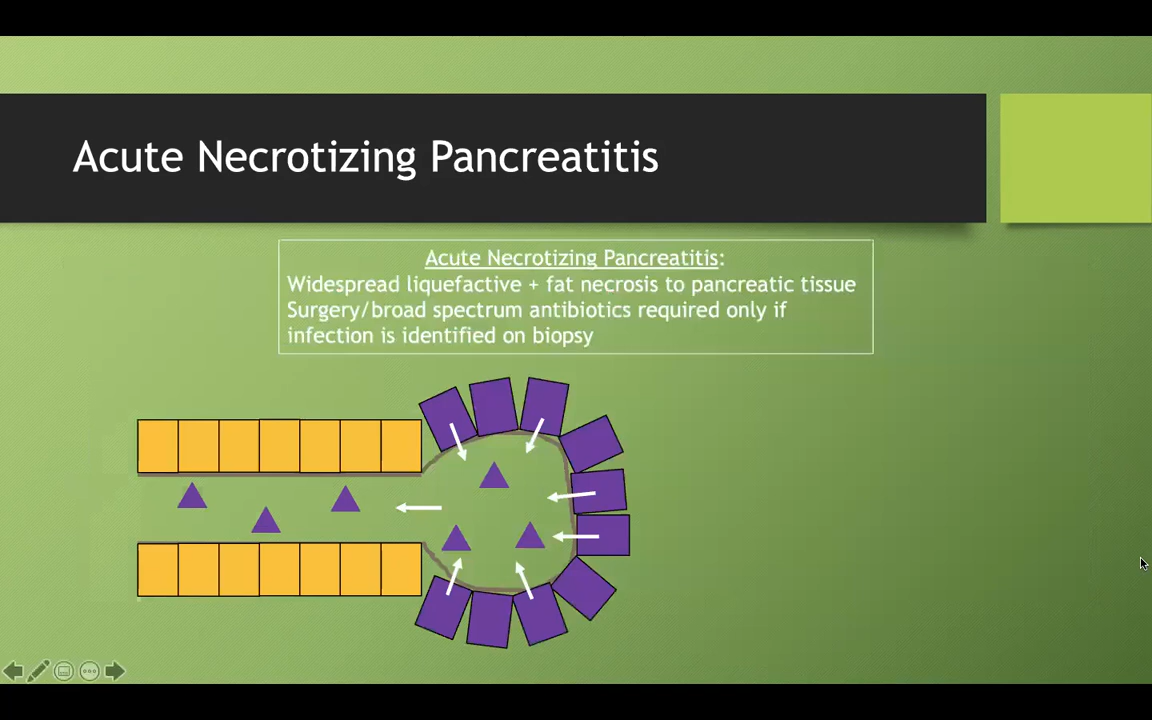 Acute Necrotizing Pancreatitis
Acute Necrotizing Pancreatitis:
Widespread liquefactive + fat necrosis to pancreatic tissue
Surgery/broad spectrum antibiotics required only if
infection is identified on biopsy